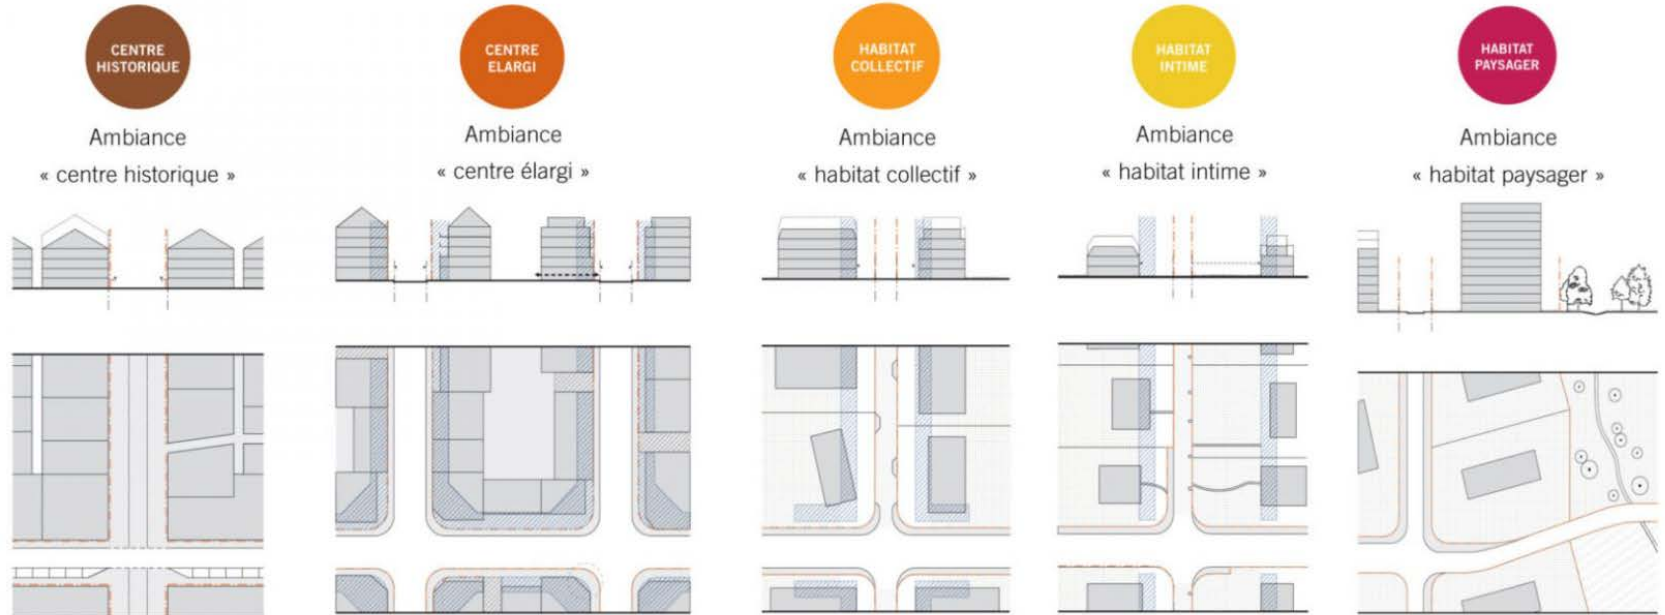 CENTRE
HISTORIQUE
Ambiance
« centre historique »
CENTRE
ELARGI
Ambiance
« centre élargi »
HABITAT
COLLECTIF
Ambiance
« habitat collectif »
HABITAT
INTIME
Ambiance
« habitat intime »
HABITAT
PAYSAGER
Ambiance
« habitat paysager »